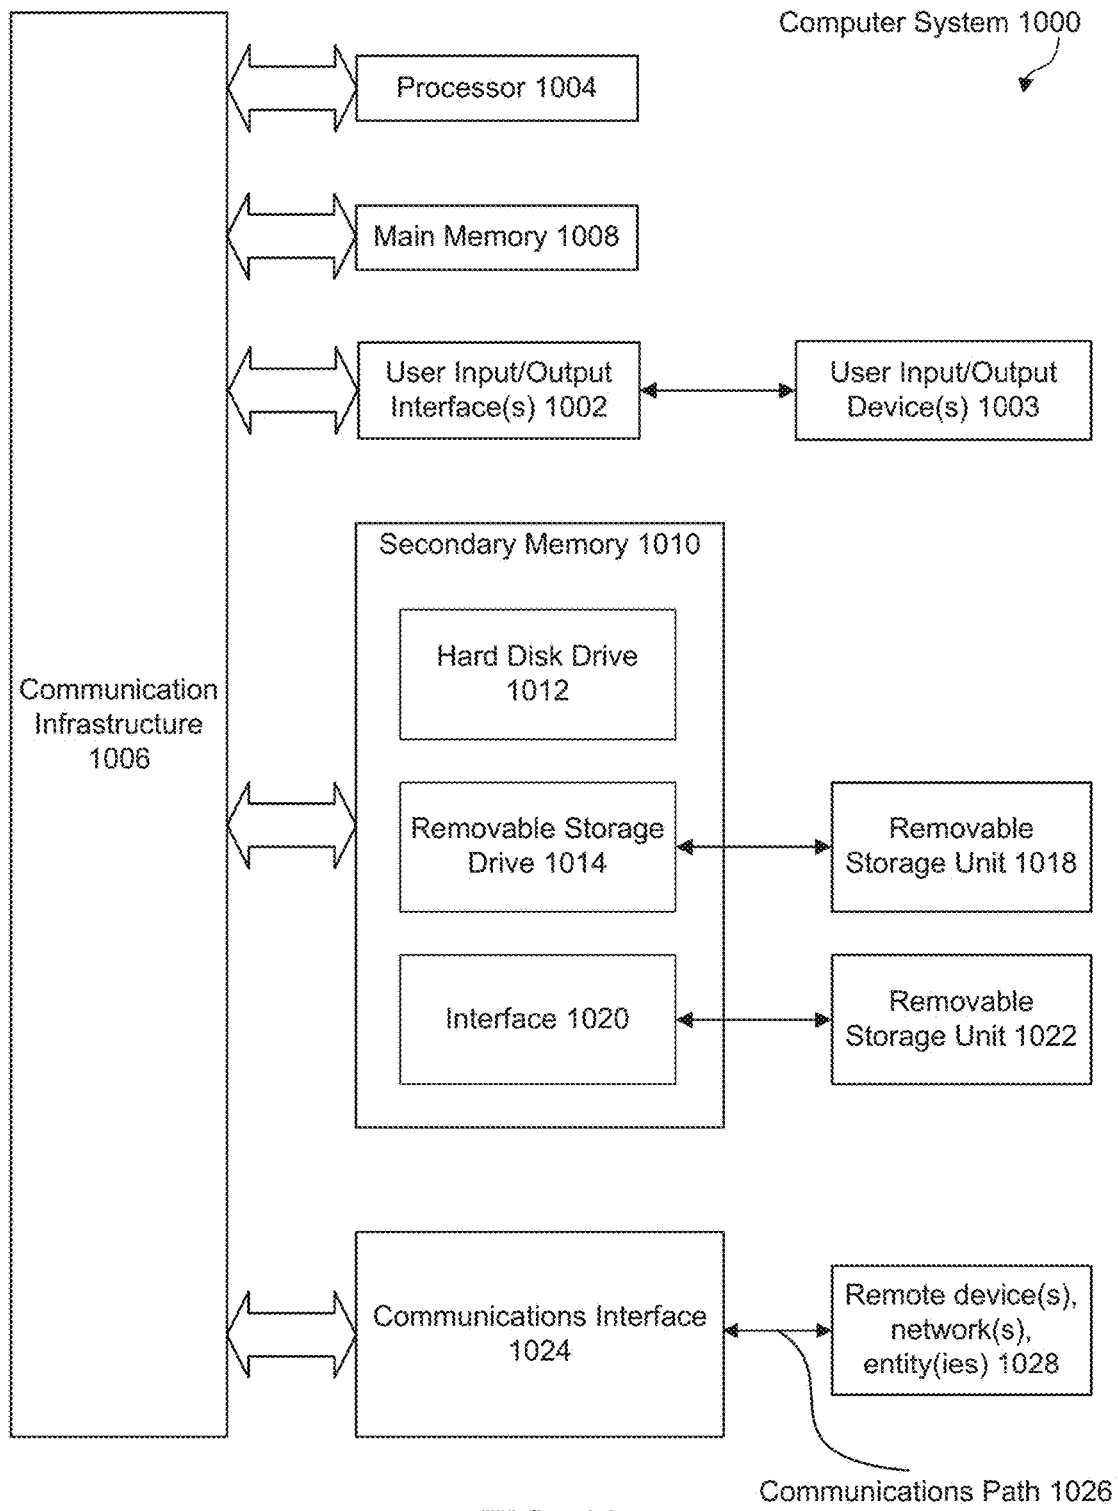 Computer System 1000
Processor 1004
Main Memory 1008
User Input/Output
Interface(s) 1002
User Input/Output
Device(s) 1003
Secondary Memory 1010
Hard Disk Drive
1012
Communication
Infrastructure
1006
Removable Storage
Drive 1014
Removable
Storage Unit 1018
Interface 1020
Removable
Storage Unit 1022
Communications Interface
1024
Remote device(s),
network(s),
entity(ies) 1028
Communications Path 1026